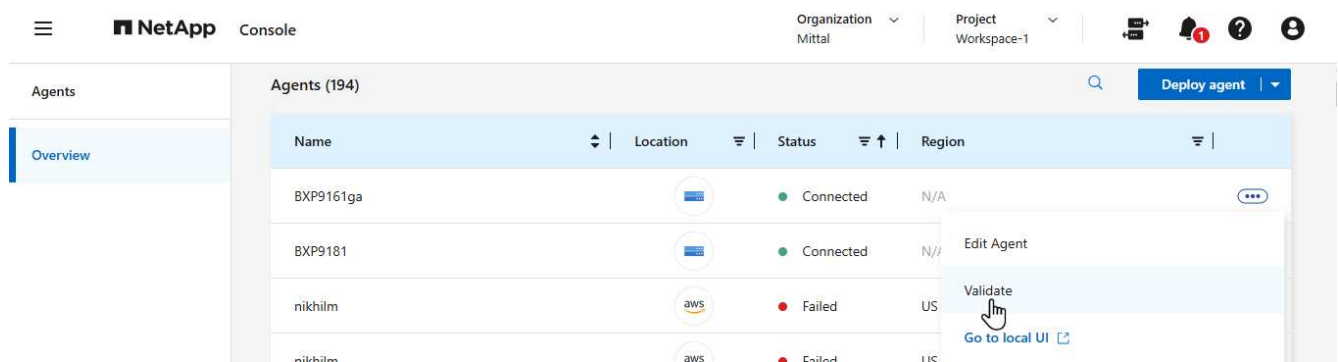 NetApp Console
Organization
Mittal
Project
Workspace-1
1
Agents
Overview
Agents (194)
Deploy agent
Name Location Status Region
BXP9161ga Connected N/A
BXP9181 Connected N/
nikhilm aws Failed US
nikhilm aws Failed US
Edit Agent
Validate
Go to local UI